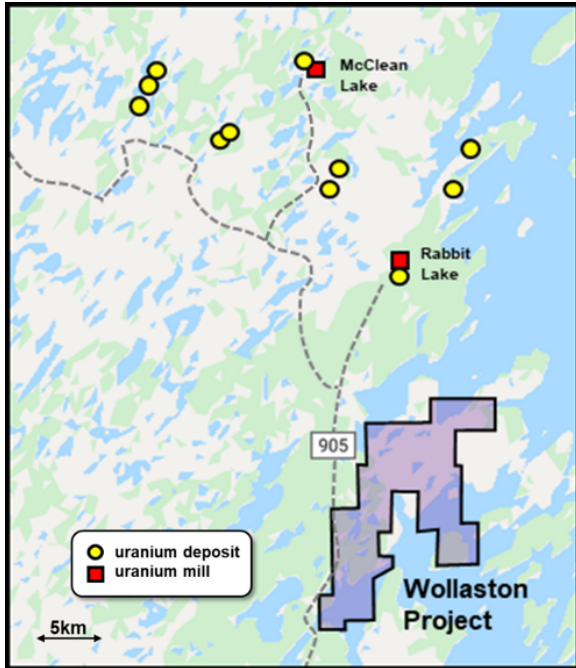 McClean
Lake
Rabbit
Lake
905
uranium deposit
uranium mill
Wollaston
Project
5km